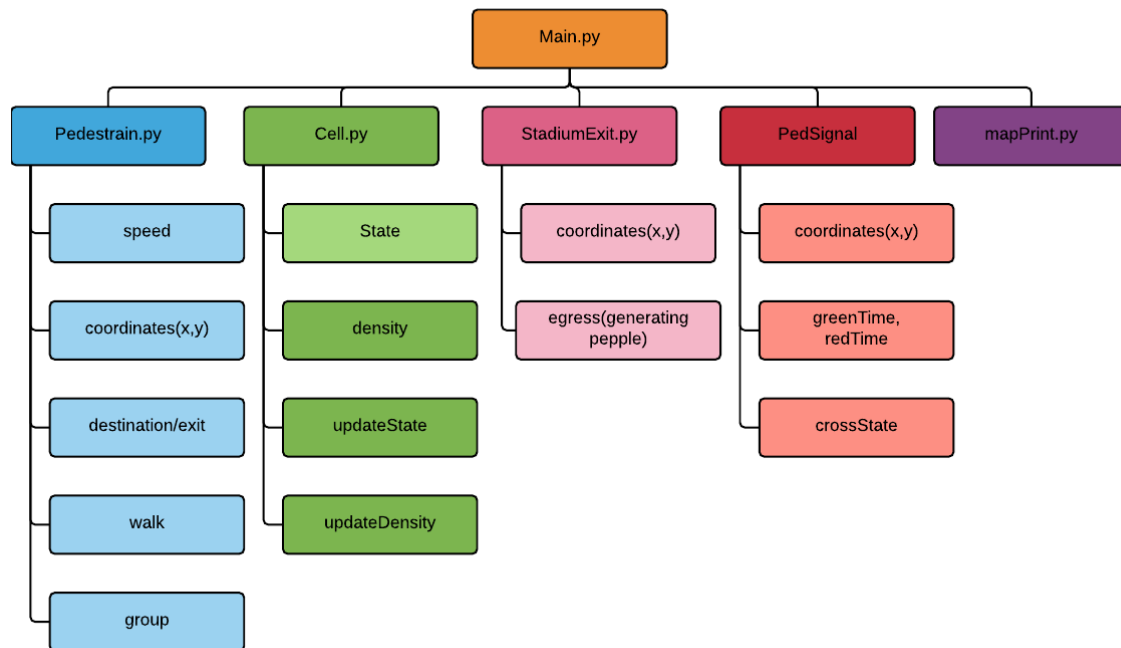 Main.py
Pedestrain.py
Cell.py
StadiumExit.py
PedSignal
mapPrint.py
speed
State
coordinates(x,y)
coordinates(x,y)
coordinates(x,y)
density
egress(generating
pepple)
greenTime,
redTime
destination/exit
updateState
crossState
walk
updateDensity
group